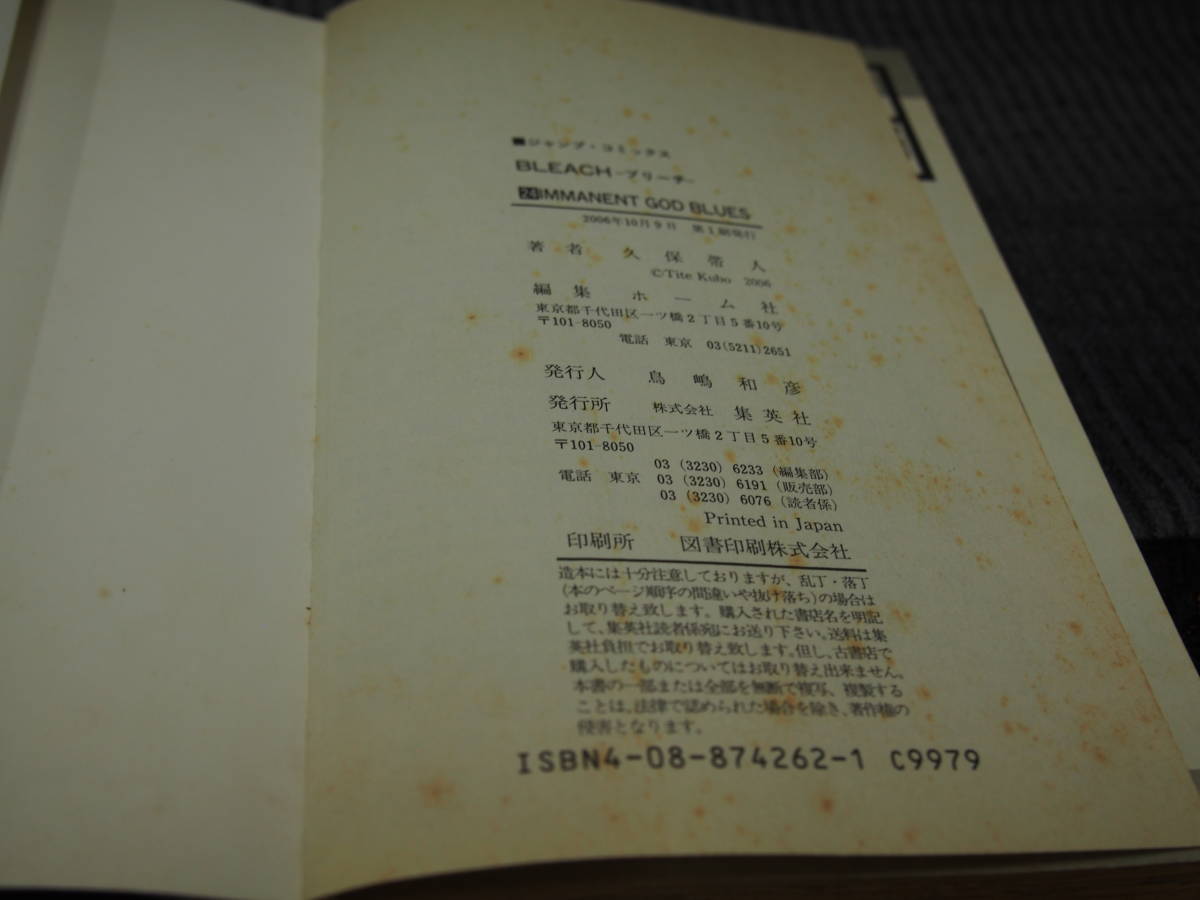 ■ジャンプ・コミックス
BLEACH-ブリーチ-
24 IMMANENT GOD BLUES
2006年10月9日 第1刷発行
著者 久保帯人
©Tite Kubo 2006
編集 ホーム社
東京都千代田区一ツ橋2丁目5番10号
〒101-8050
電話 東京 03(5211)2651
発行人 鳥嶋和彦
発行所 株式会社 集英社
東京都千代田区一ツ橋2丁目5番10号
〒101-8050
03(3230)6233(編集部)
電話 東京 03(3230)6191(販売部)
03(3230)6076(読者係)
Printed in Japan
印刷所 図書印刷株式会社
造本には十分注意しておりますが、乱丁・落丁
(本のページ順序の間違いや抜け落ち)の場合は
お取り替え致します。購入された書店名を明記
して、集英社読者係宛にお送り下さい。送料は集
英社負担でお取り替え致します。但し、古書店で
購入したものについてはお取り替え出来ません。
本書の一部または全部を無断で複写、複製する
ことは、法律で認められた場合を除き、著作権の
侵害となります。
ISBN4-08-874262-1 C9979